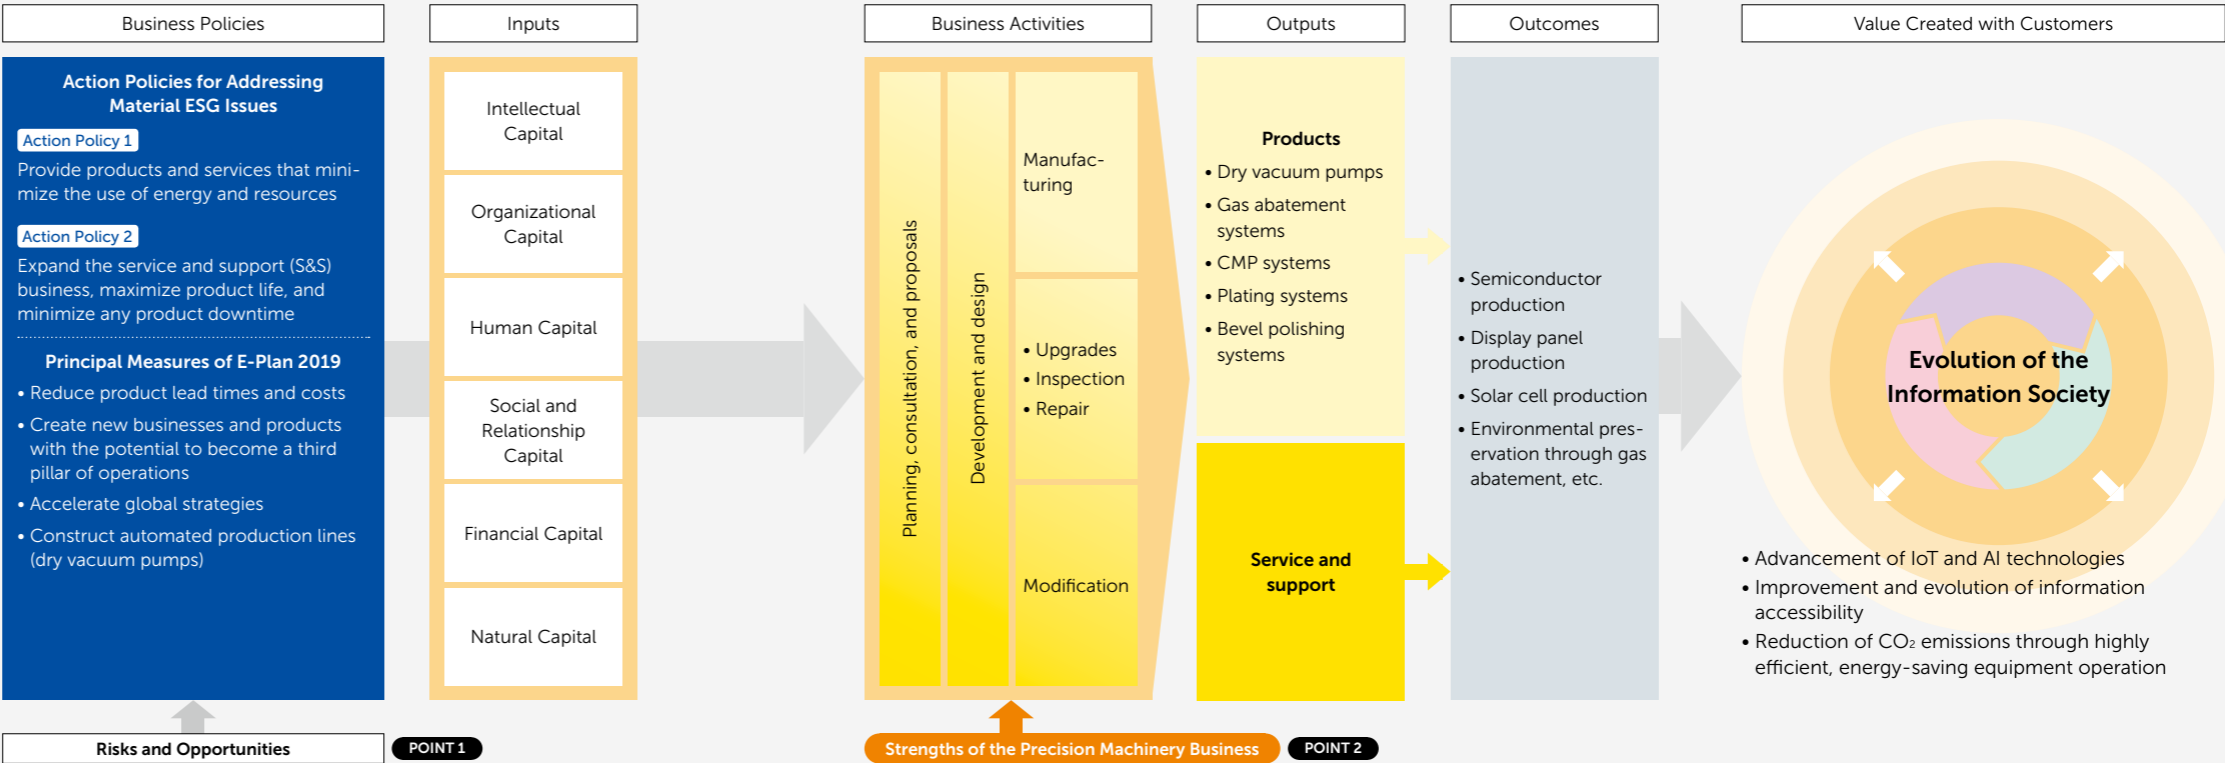 Business Policies
Action Policies for Addressing
Material ESG Issues
Action Policy 1
Provide products and services that mini-
mize the use of energy and resources
Action Policy 2
Expand the service and support (S&S)
business, maximize product life, and
minimize any product downtime
Principal Measures of E-Plan 2019
• Reduce product lead times and costs
• Create new businesses and products
with the potential to become a third
pillar of operations
• Accelerate global strategies
• Construct automated production lines
(dry vacuum pumps)
Risks and Opportunities
POINT 1
Inputs
Intellectual
Capital
Organizational
Capital
Human Capital
Social and
Relationship
Capital
Financial Capital
Natural Capital
Business Activities
Planning, consultation, and proposals
Development and design
Manufac-
turing
• Upgrades
• Inspection
• Repair
Modification
Strengths of the Precision Machinery Business
POINT 2
Outputs
Products
• Dry vacuum pumps
• Gas abatement
systems
• CMP systems
• Plating systems
• Bevel polishing
systems
Service and
support
Outcomes
• Semiconductor
production
• Display panel
production
• Solar cell production
• Environmental pres-
ervation through gas
abatement, etc.
Value Created with Customers
Evolution of the
Information Society
• Advancement of IoT and AI technologies
• Improvement and evolution of information
accessibility
• Reduction of CO₂ emissions through highly
efficient, energy-saving equipment operation